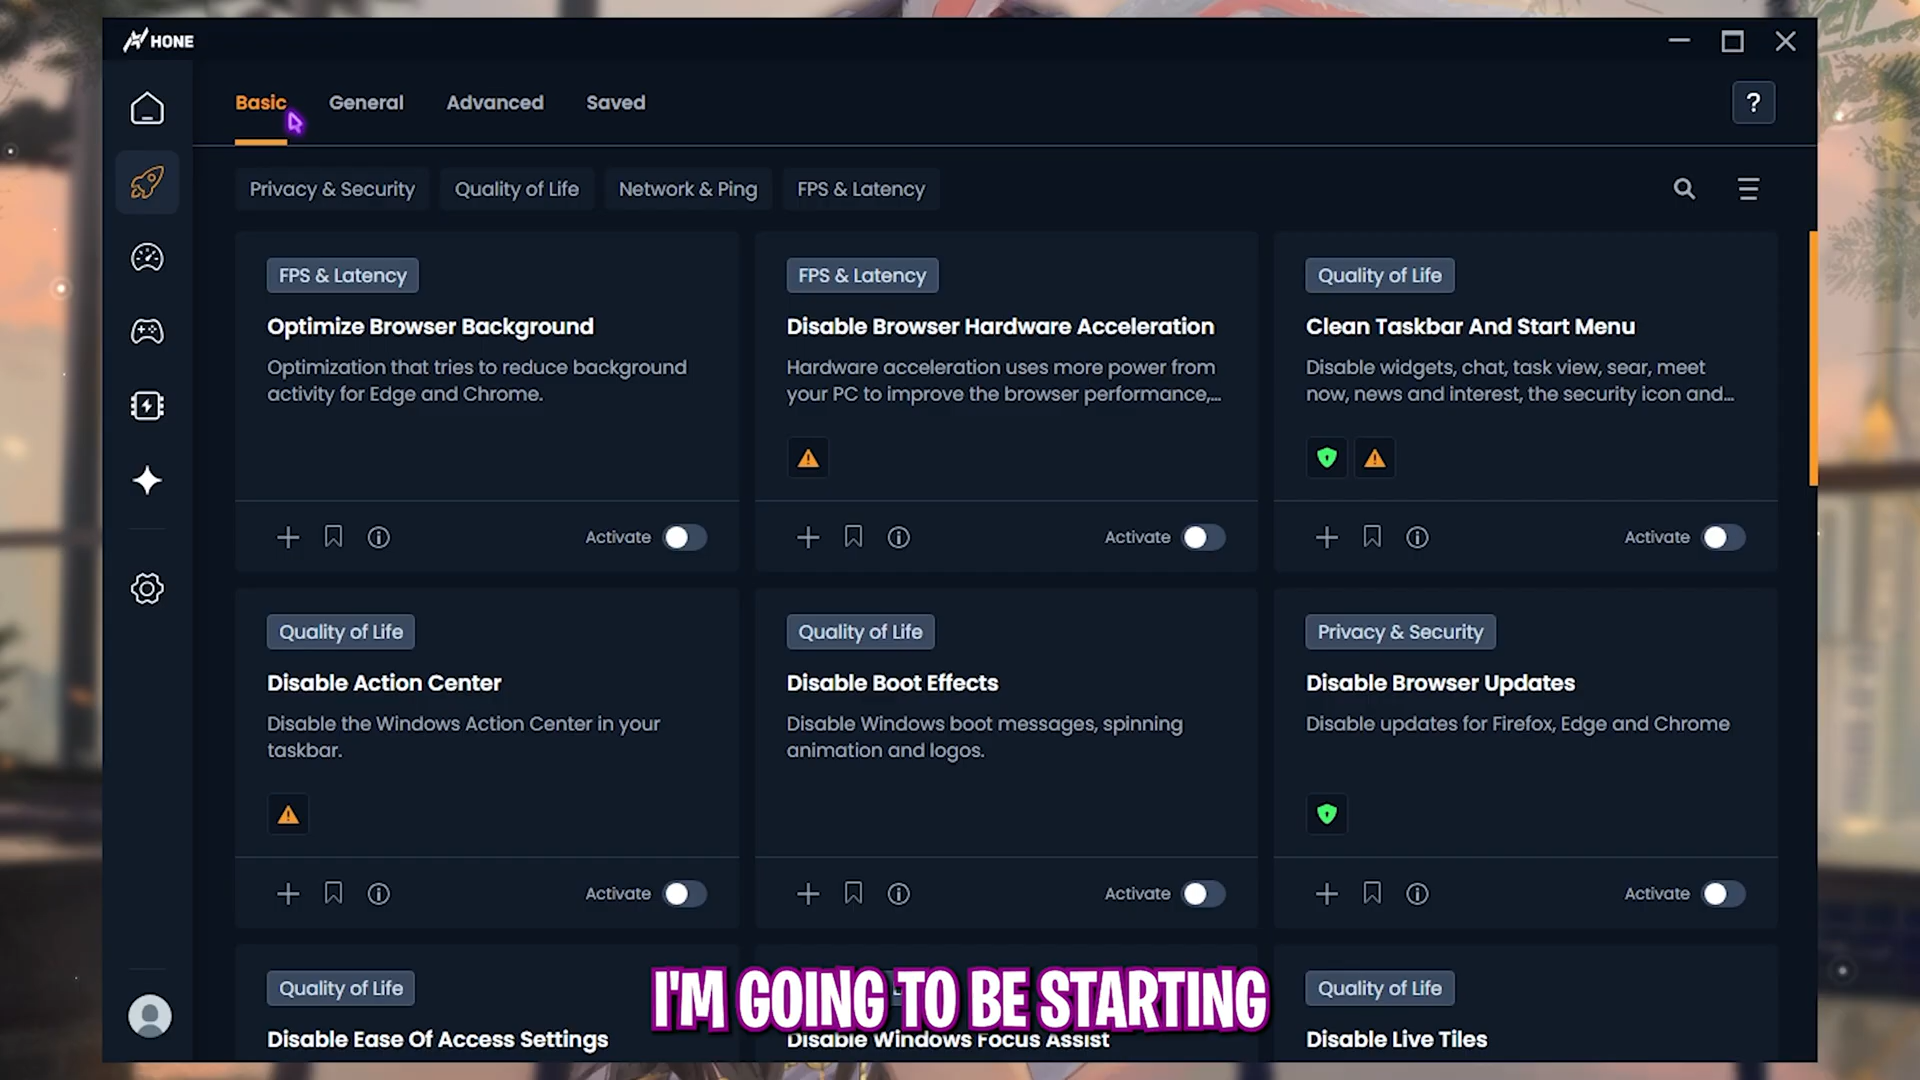 HONE
Basic
General
Advanced
Saved
?
Privacy & Security
Quality of Life
Network & Ping
FPS & Latency
FPS & Latency
Optimize Browser Background
Optimization that tries to reduce background
activity for Edge and Chrome.
Activate
FPS & Latency
Disable Browser Hardware Acceleration
Hardware acceleration uses more power from
your PC to improve the browser performance,...
Activate
Quality of Life
Clean Taskbar And Start Menu
Disable widgets, chat, task view, sear, meet
now, news and interest, the security icon and...
Activate
Quality of Life
Disable Action Center
Disable the Windows Action Center in your
taskbar.
Activate
Quality of Life
Disable Boot Effects
Disable Windows boot messages, spinning
animation and logos.
Activate
Privacy & Security
Disable Browser Updates
Disable updates for Firefox, Edge and Chrome
Activate
Quality of Life
Disable Ease Of Access Settings
I'M GOING TO BE STARTING
Disable Windows Focus Assist
Quality of Life
Disable Live Tiles